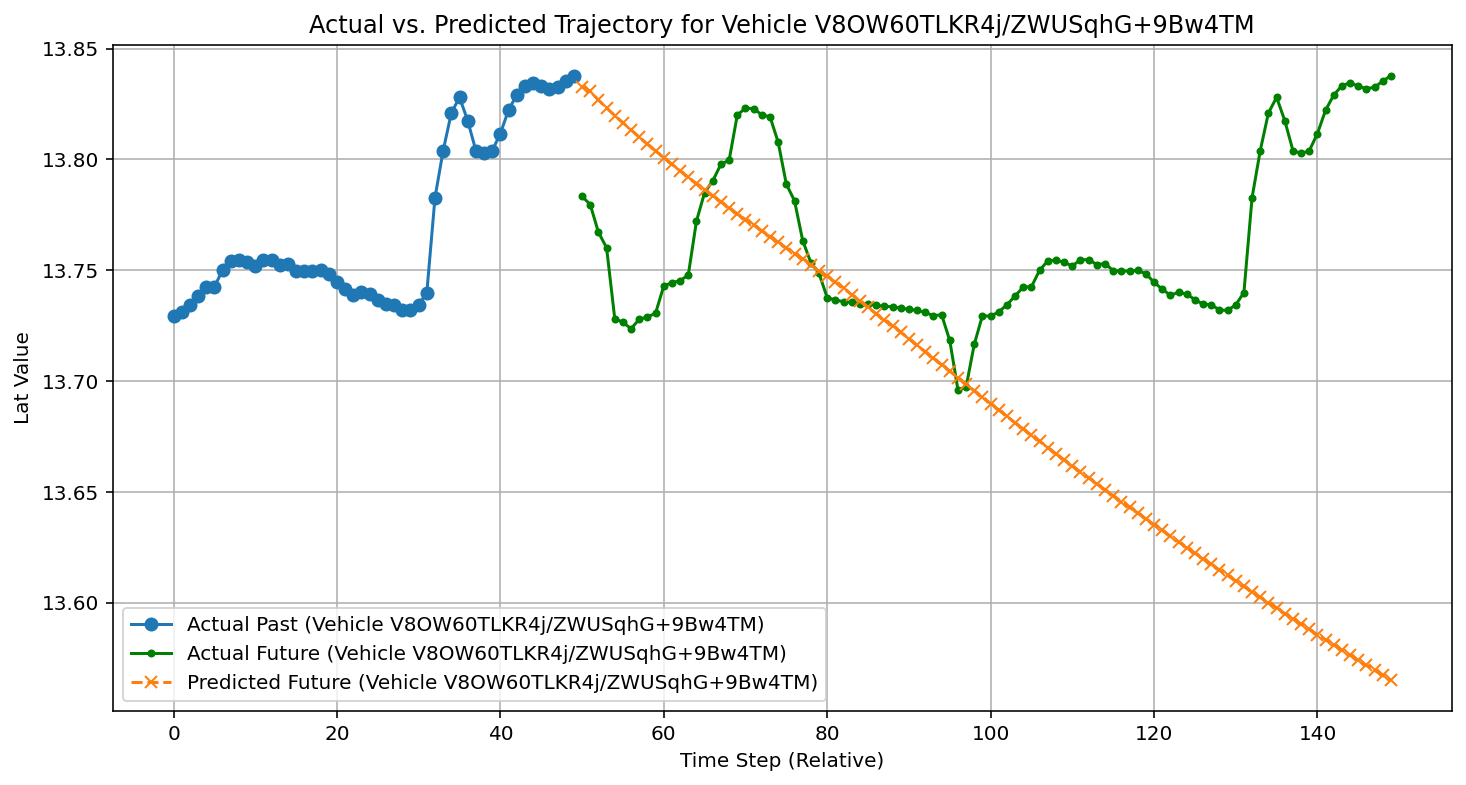 Actual vs. Predicted Trajectory for Vehicle V8OW60TLKR4j/ZWUSqhG+9Bw4TM
13.85
13.80
13.75
13.70
13.65
13.60
Lat Value
Actual Past (Vehicle V8OW60TLKR4j/ZWUSqhG+9Bw4TM)
Actual Future (Vehicle V8OW60TLKR4j/ZWUSqhG+9Bw4TM)
Predicted Future (Vehicle V8OW60TLKR4j/ZWUSqhG+9Bw4TM)
0 20 40 60 80 100 120 140
Time Step (Relative)